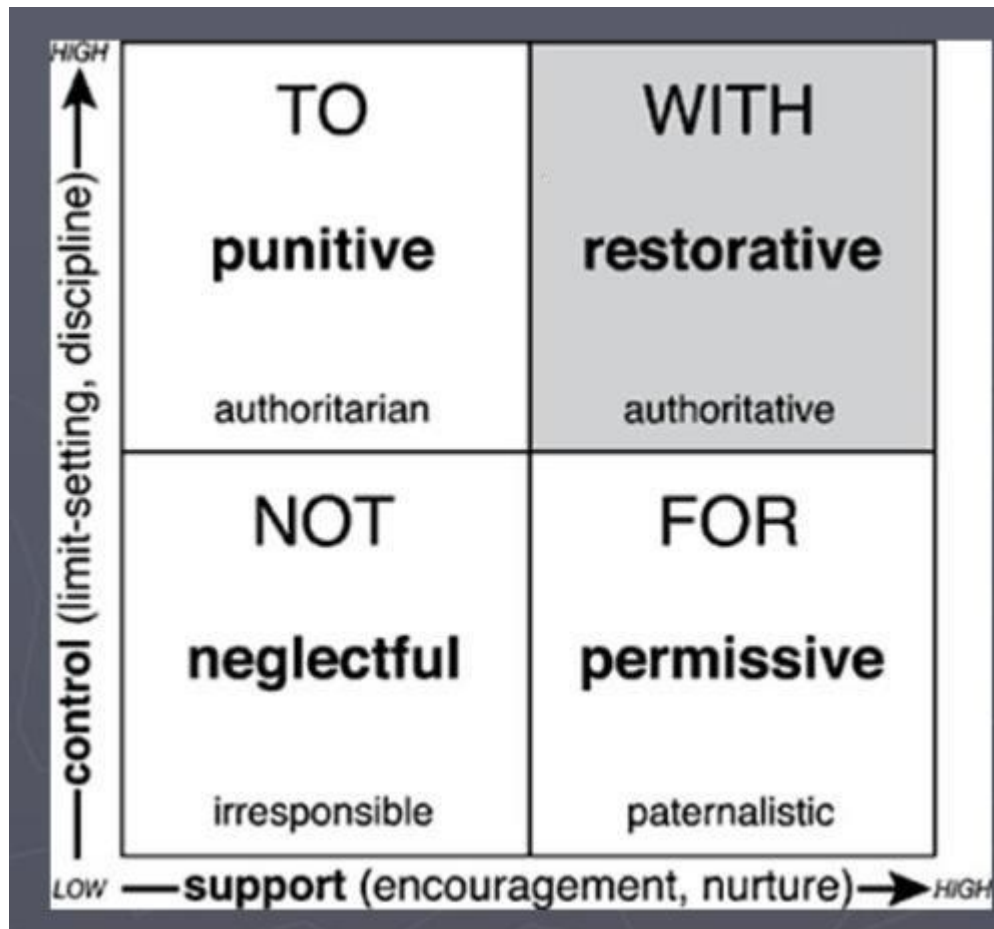 HIGH
control (limit-setting, discipline)
TO
punitive
authoritarian
WITH
restorative
authoritative
NOT
neglectful
irresponsible
FOR
permissive
paternalistic
LOW
support (encouragement, nurture)
HIGH